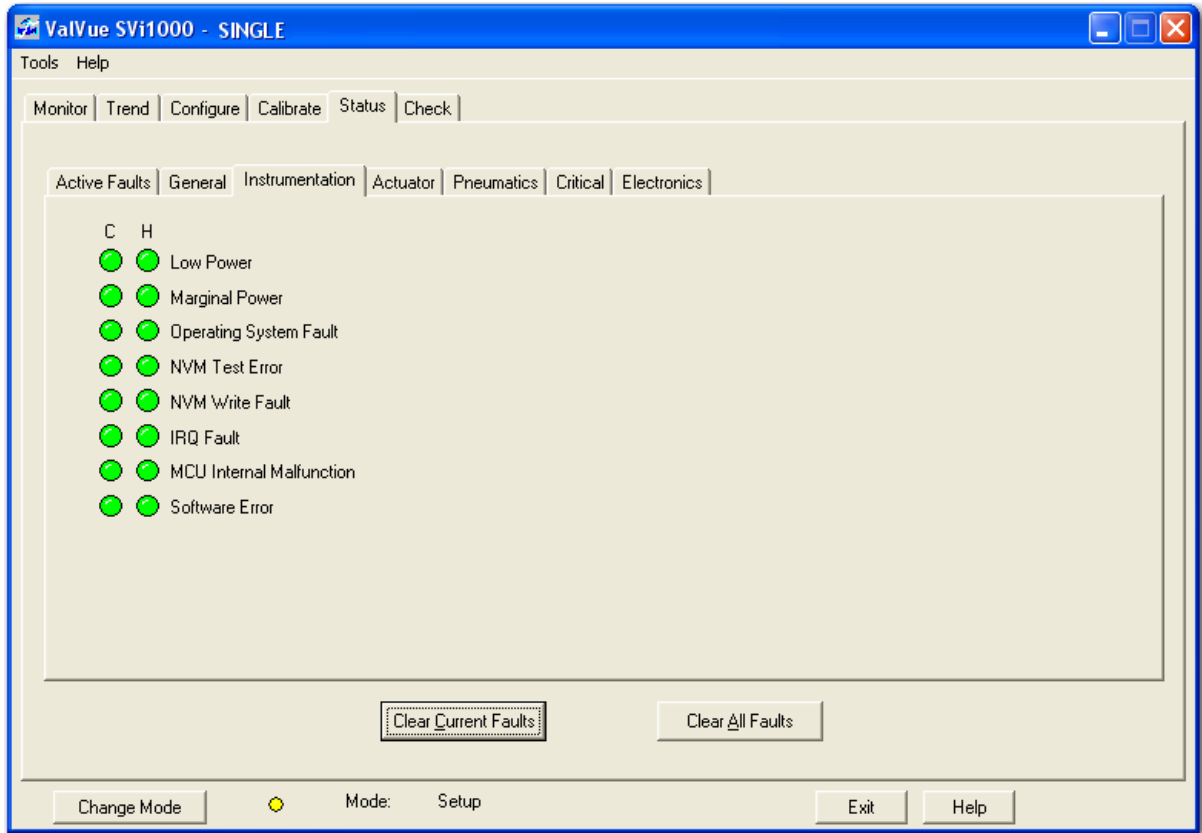 ValVue SVi1000 - SINGLE
Tools Help
Monitor Trend Configure Calibrate Status Check
Active Faults General Instrumentation Actuator Pneumatics Critical Electronics
C H
Low Power
Marginal Power
Operating System Fault
NVM Test Error
NVM Write Fault
IRQ Fault
MCU Internal Malfunction
Software Error
Clear Current Faults Clear All Faults
Change Mode Mode: Setup Exit Help